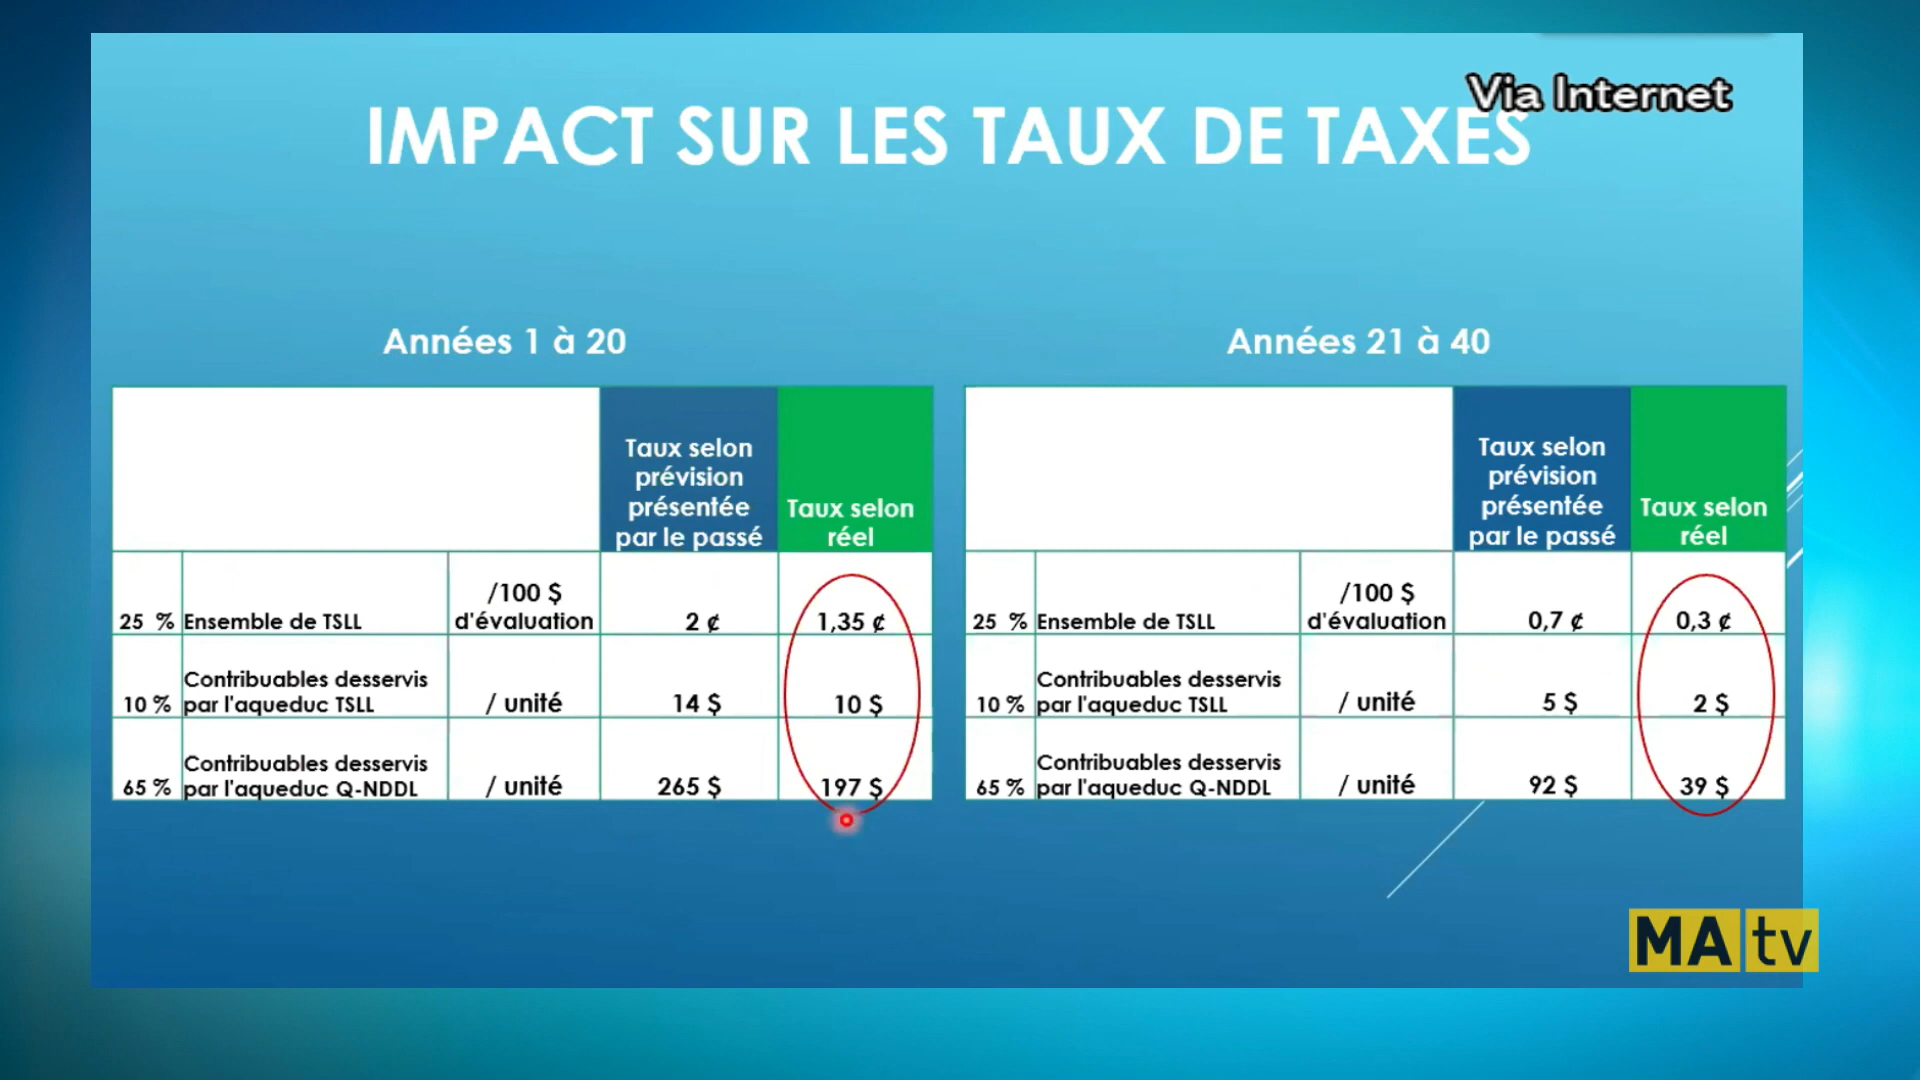 Via Internet
IMPACT SUR LES TAUX DE TAXES
Années 1 à 20
Taux selon
prévision
présentée
par le passé
Taux selon
réel
25 % Ensemble de TSLL /100 $ d'évaluation 2 ¢ 1,35 ¢
10 % Contribuables desservis par l'aqueduc TSLL / unité 14 $ 10 $
65 % Contribuables desservis par l'aqueduc Q-NDDL / unité 265 $ 197 $
Années 21 à 40
Taux selon
prévision
présentée
par le passé
Taux selon
réel
25 % Ensemble de TSLL /100 $ d'évaluation 0,7 ¢ 0,3 ¢
10 % Contribuables desservis par l'aqueduc TSLL / unité 5 $ 2 $
65 % Contribuables desservis par l'aqueduc Q-NDDL / unité 92 $ 39 $
MAtv